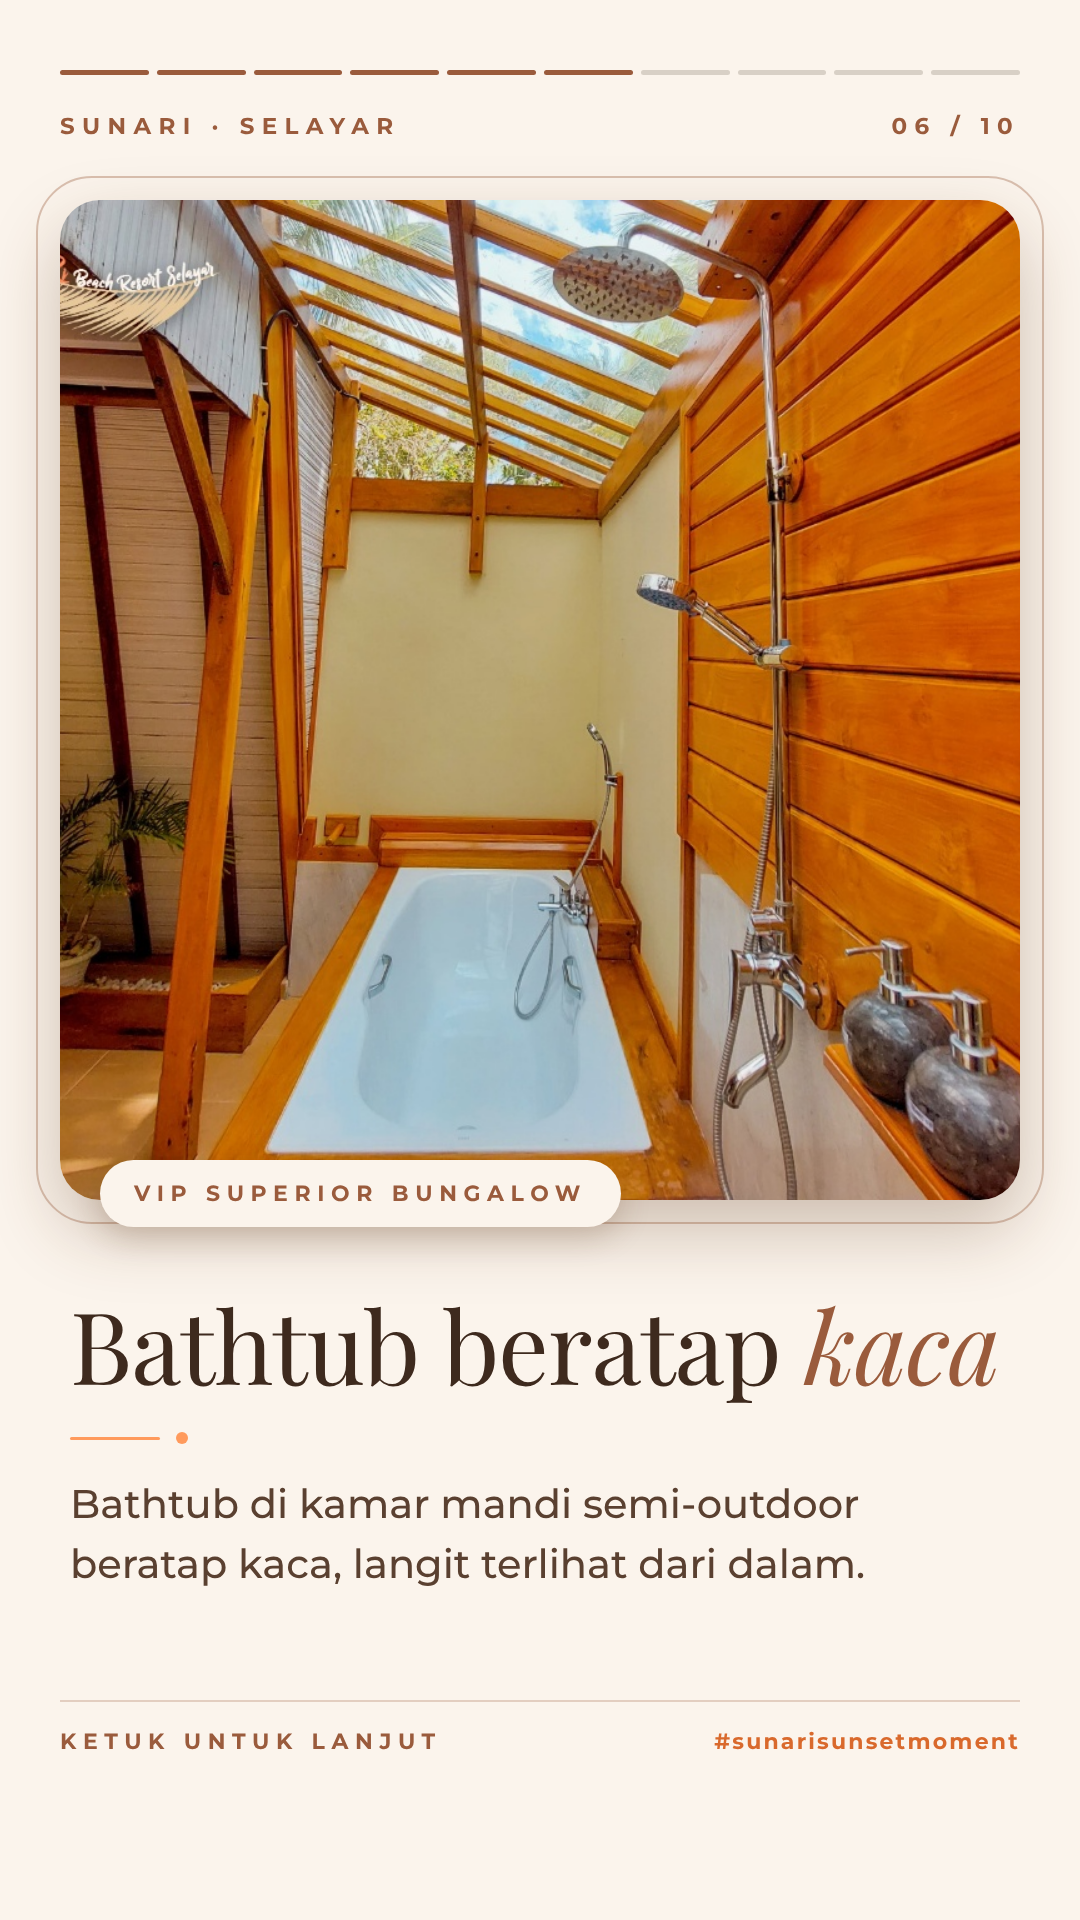 SUNARI · SELAYAR
06 / 10
Beach Resort Selayar
VIP SUPERIOR BUNGALOW
Bathtub beratap kaca
Bathtub di kamar mandi semi-outdoor
beratap kaca, langit terlihat dari dalam.
KETUK UNTUK LANJUT
#sunarisunsetmoment